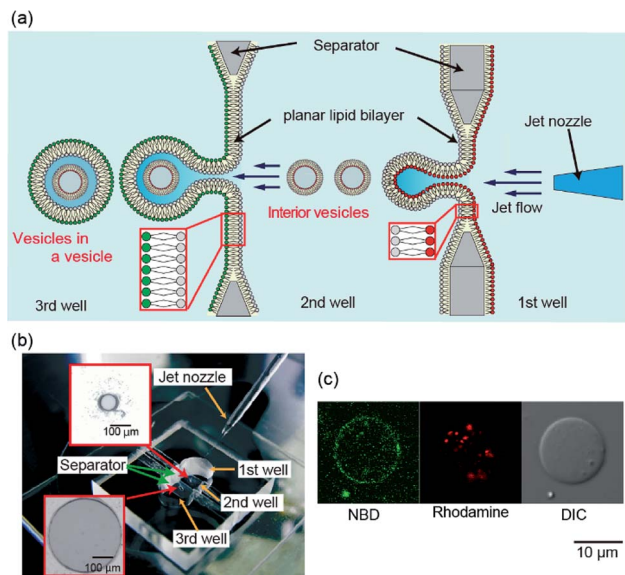 (a)
Separator
planar lipid bilayer
Jet nozzle
Interior vesicles
Jet flow
Vesicles in
a vesicle
3rd well
2nd well
1st well
(b)
Jet nozzle
100 µm
Separator
1st well
2nd well
3rd well
100 µm
(c)
NBD
Rhodamine
DIC
10 µm